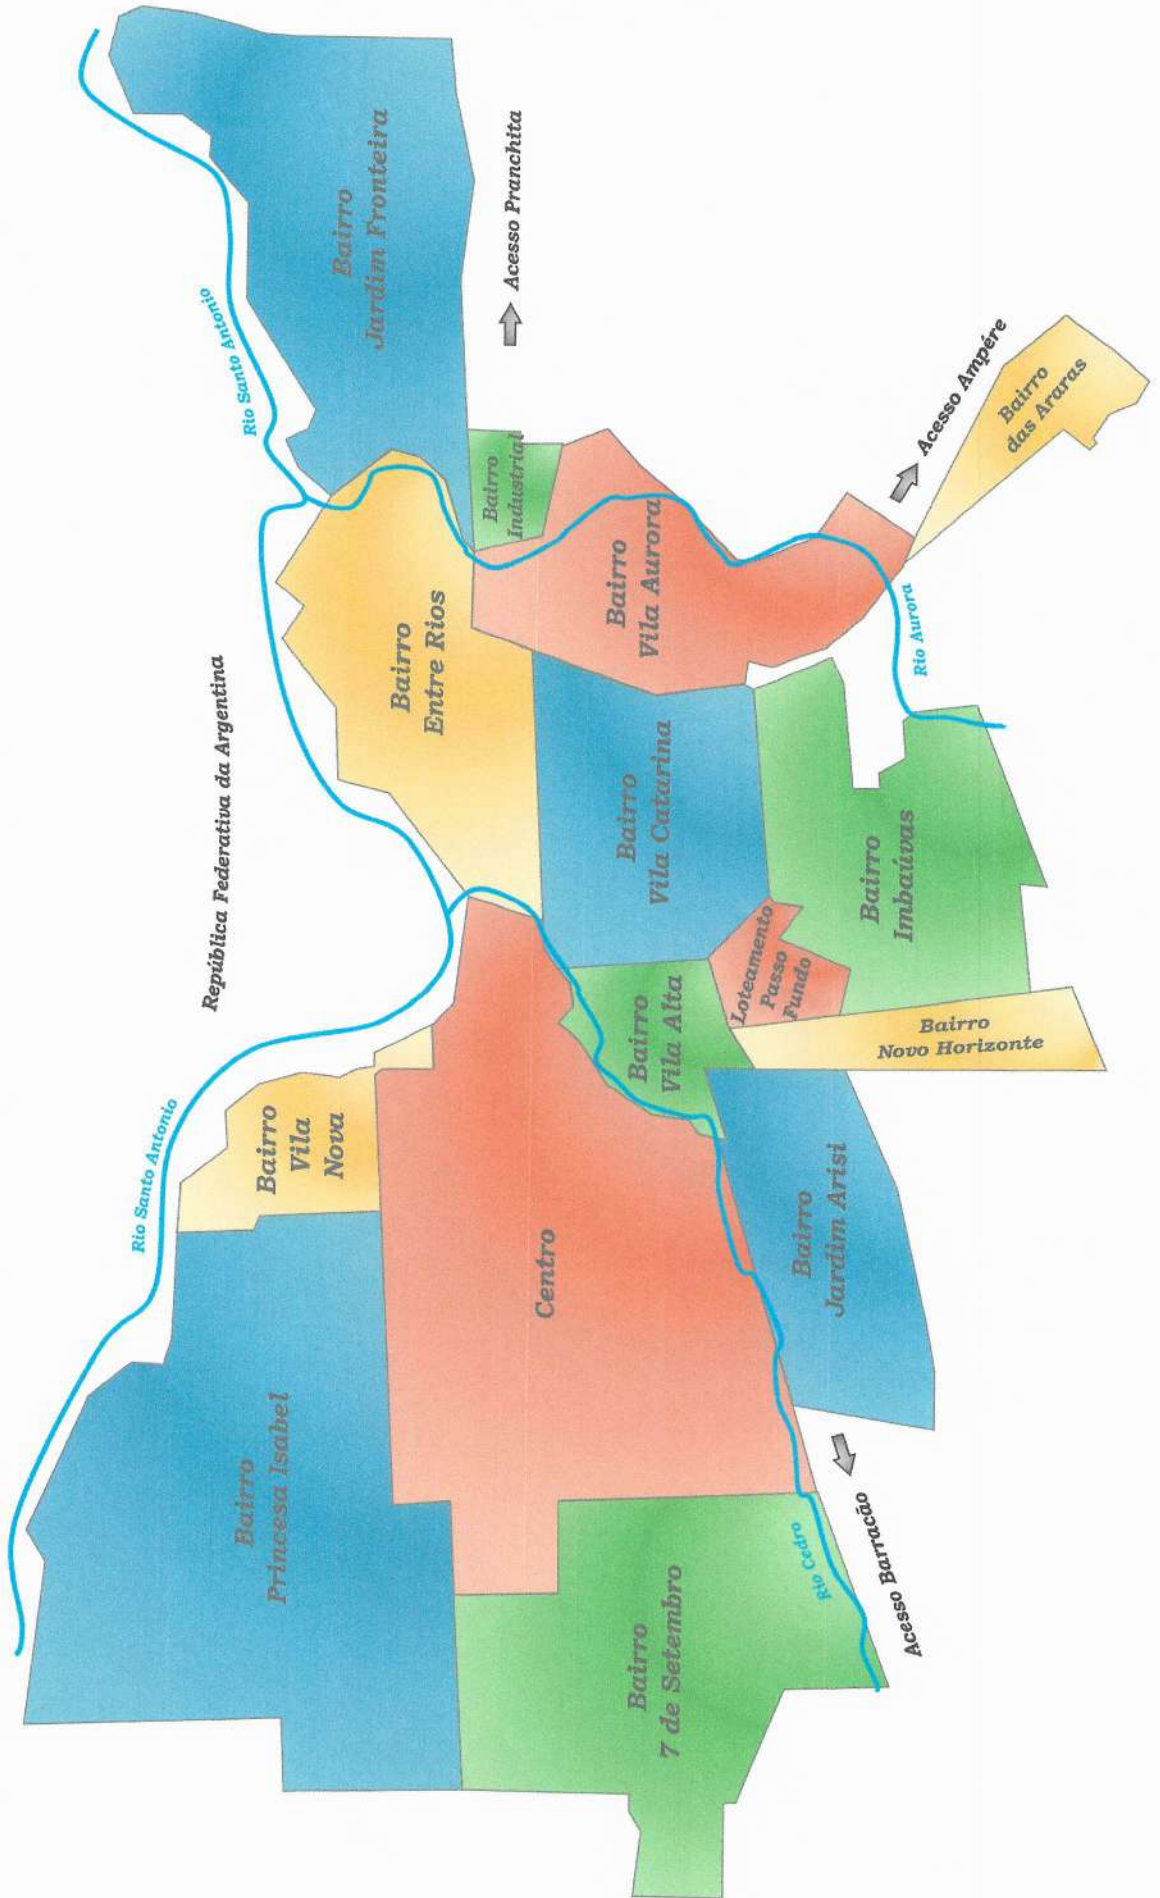 República Federativa da Argentina
Rio Santo Antonio
Rio Santo Antonio
Bairro
Princesa Isabel
Bairro
Vila
Nova
Bairro
Entre Rios
Bairro
Jardim Fronteira
Acesso Pranchita
Centro
Bairro
7 de Setembro
Rio Cedro
Acesso Barracão
Bairro
Jardim Arisi
Bairro
Vila Alta
Bairro
Vila Catarina
Bairro
Vila Aurora
Bairro
Industrial
Loteamento
Passo
Fundo
Bairro
Novo Horizonte
Bairro
Imbaúvas
Rio Aurora
Acesso Ampére
Bairro
das Araras